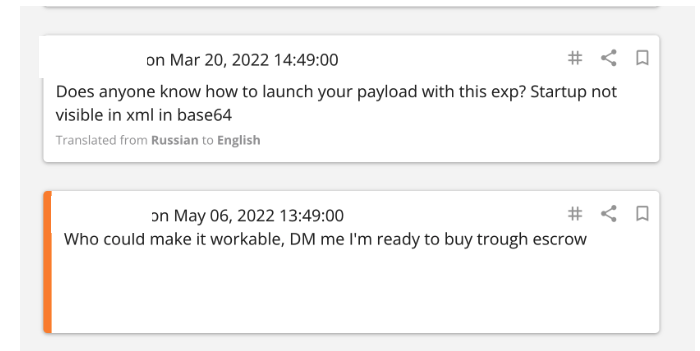 on Mar 20, 2022 14:49:00
Does anyone know how to launch your payload with this exp? Startup not
visible in xml in base64
Translated from Russian to English
on May 06, 2022 13:49:00
Who could make it workable, DM me I'm ready to buy trough escrow